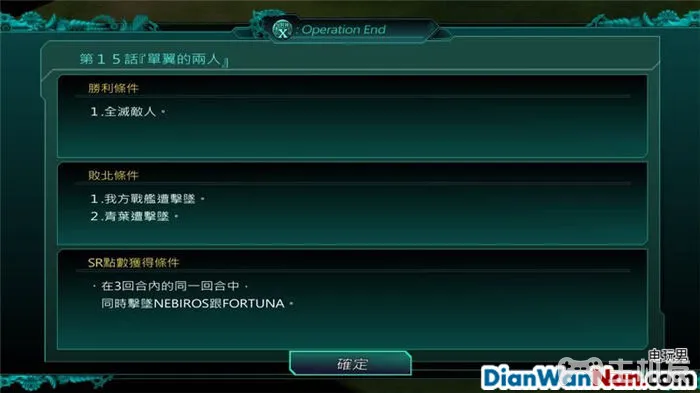 : Operation End
第１５話『單翼的兩人』
勝利條件
１.全滅敵人。
敗北條件
１.我方戰艦遭擊墜。
２.青葉遭擊墜。
SR點數獲得條件
·在3回合內的同一回合中，
同時擊墜NEBIROS跟FORTUNA。
確定
电玩男
DianWanNan.com